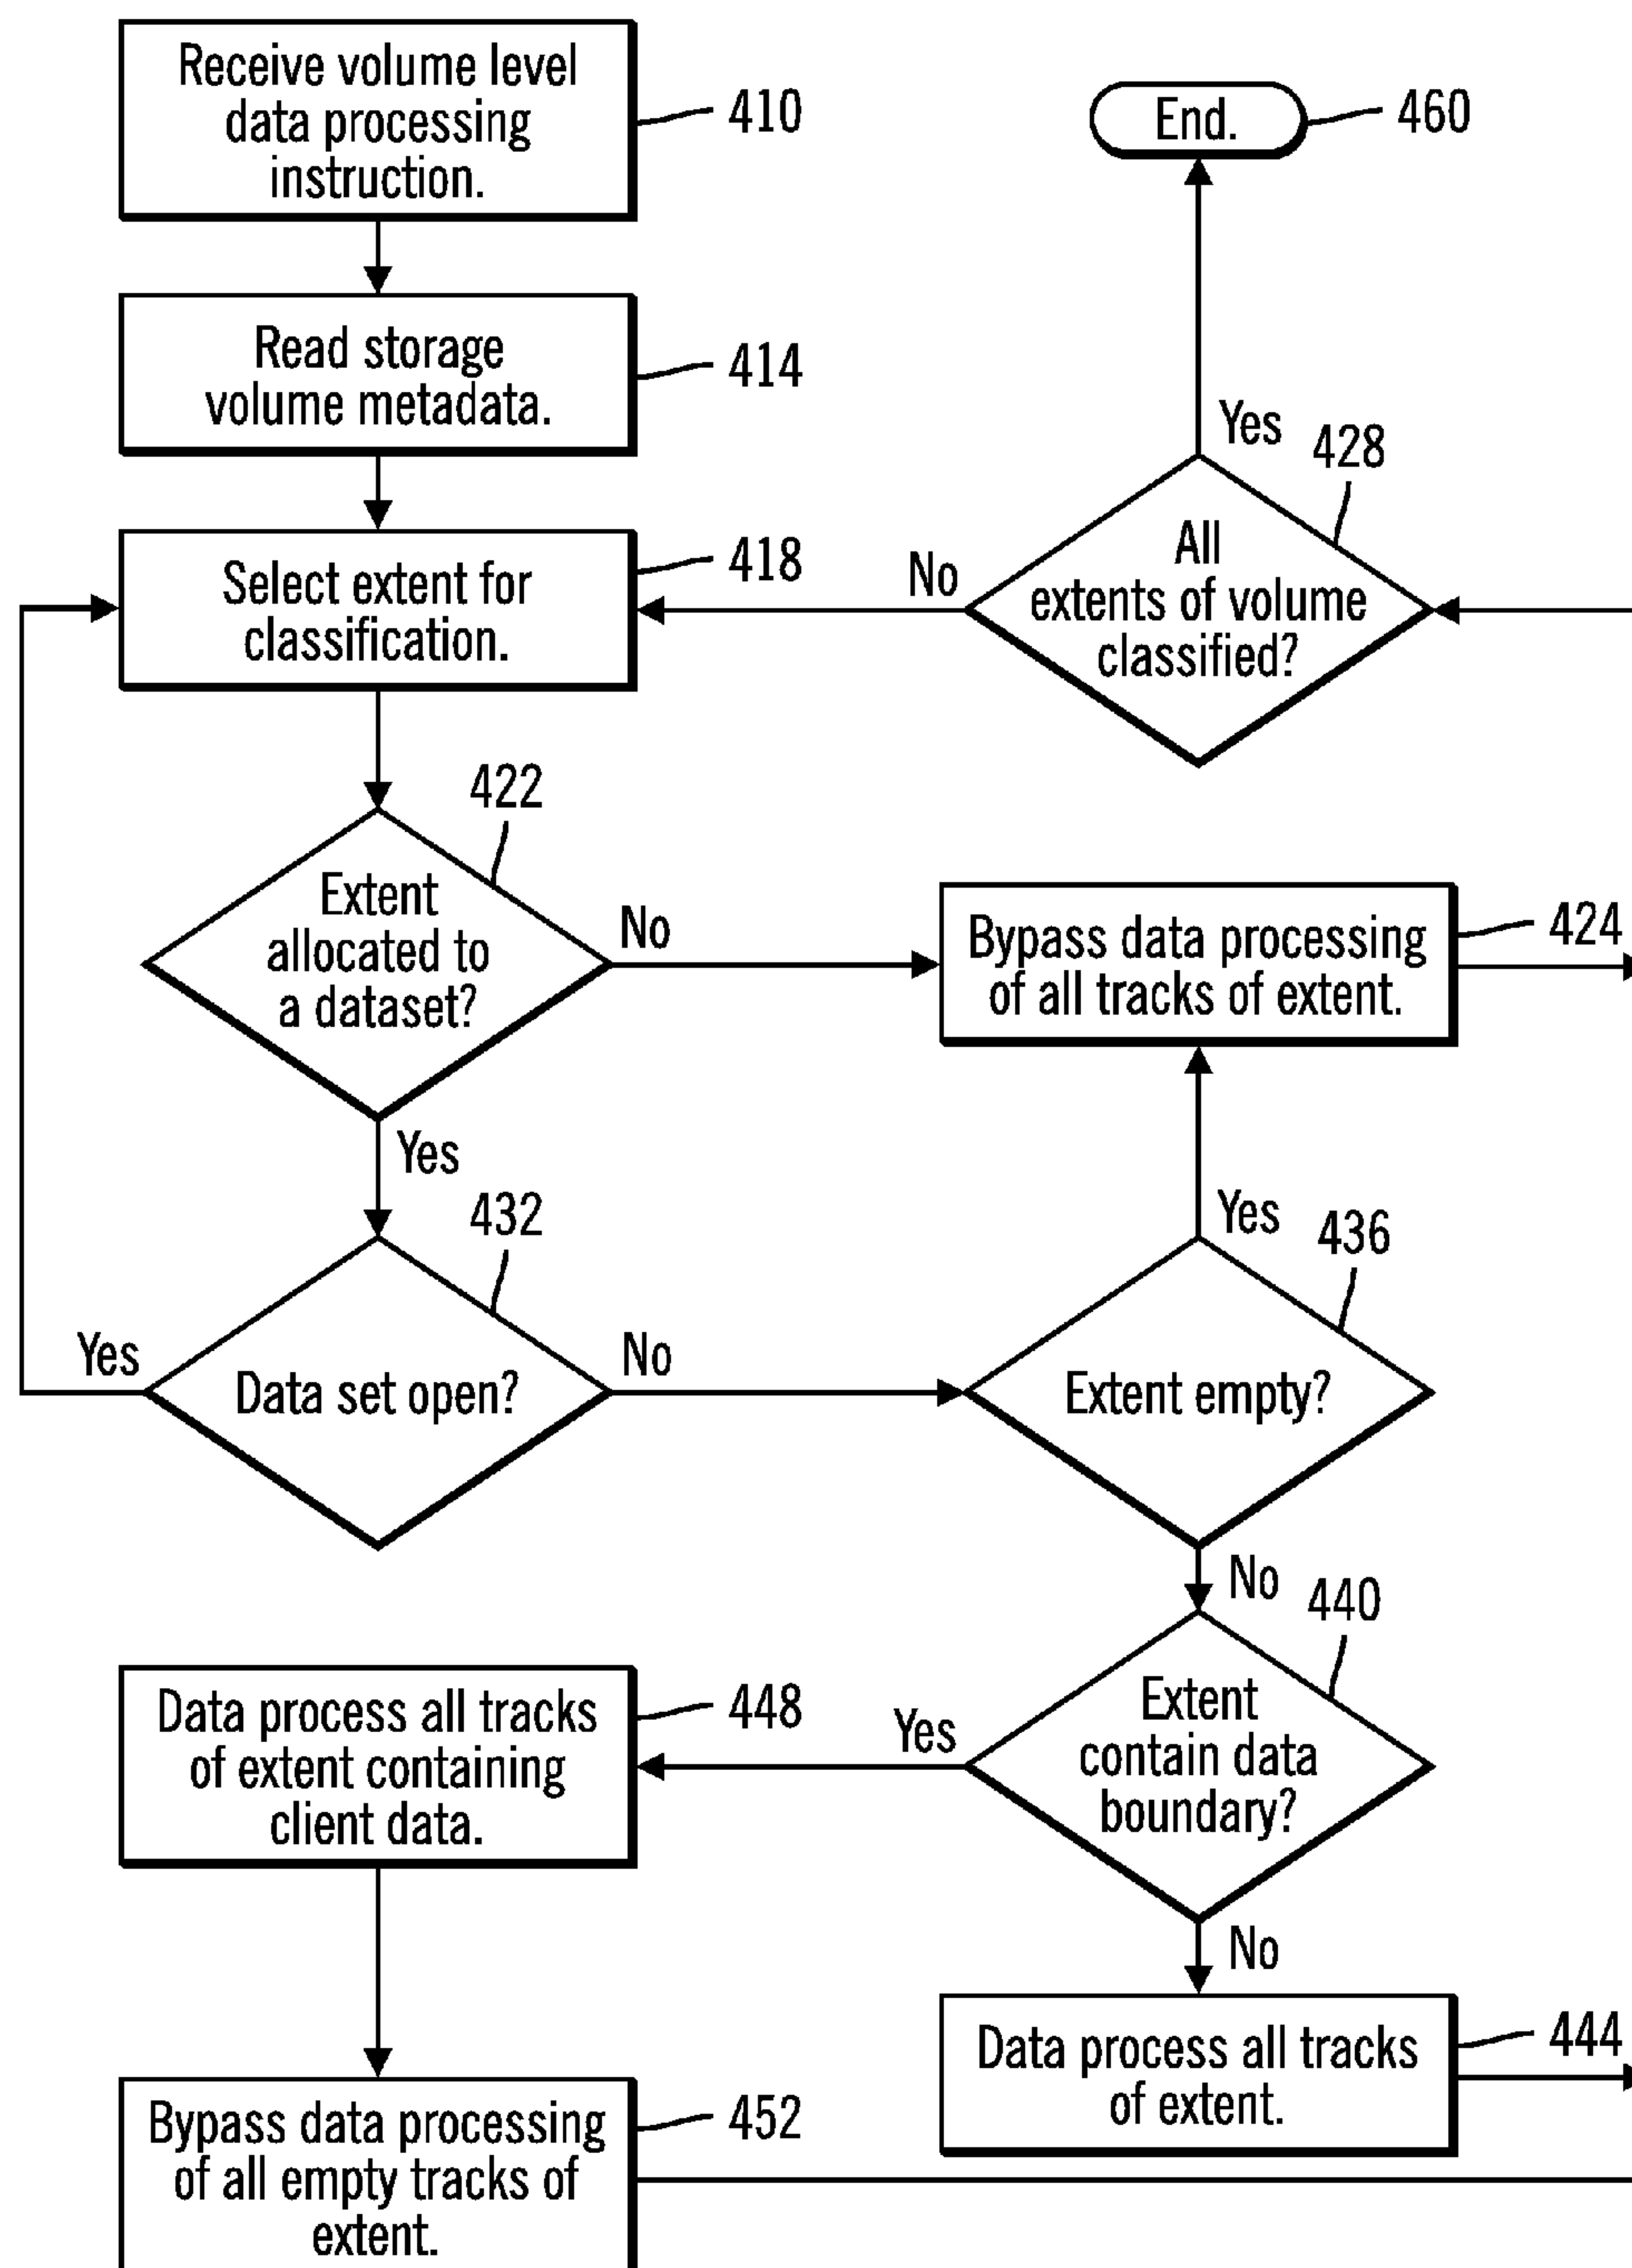 Receive volume level
data processing
instruction.
410
End.
460
Read storage
volume metadata.
414
Yes
428
Select extent for
classification.
418
No
All
extents of volume
classified?
422
Extent
allocated to
a dataset?
No
Bypass data processing
of all tracks of extent.
424
Yes
432
Yes
436
Yes
Data set open?
No
Extent empty?
No
440
Data process all tracks
of extent containing
client data.
448
Yes
Extent
contain data
boundary?
No
Data process all tracks
of extent.
444
Bypass data processing
of all empty tracks of
extent.
452